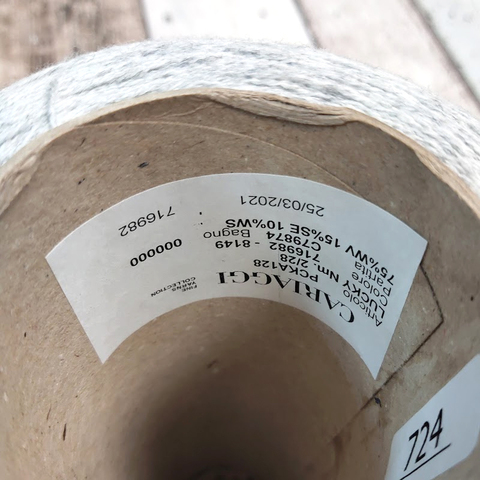 CARIAGGI
FINE YARNS
COLLECTION
Articolo PCKA128
LUCKY Nm. 2/28
Colore 716982 - 8149
Partita C79874 Bagno 000000
75%WV 15%SE 10%WS
25/03/2021 716982
724